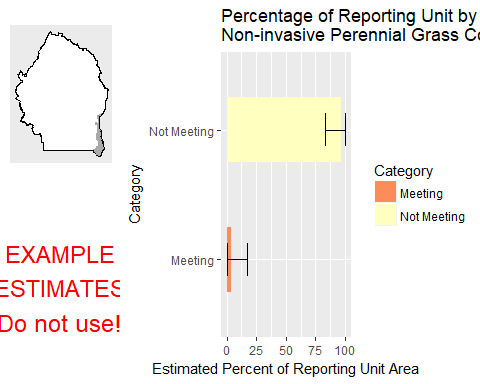 Percentage of Reporting Unit by
Non-invasive Perennial Grass Co
Not Meeting
Category
Meeting
Category
Meeting
Not Meeting
EXAMPLE
ESTIMATES
Do not use!
0 25 50 75 100
Estimated Percent of Reporting Unit Area